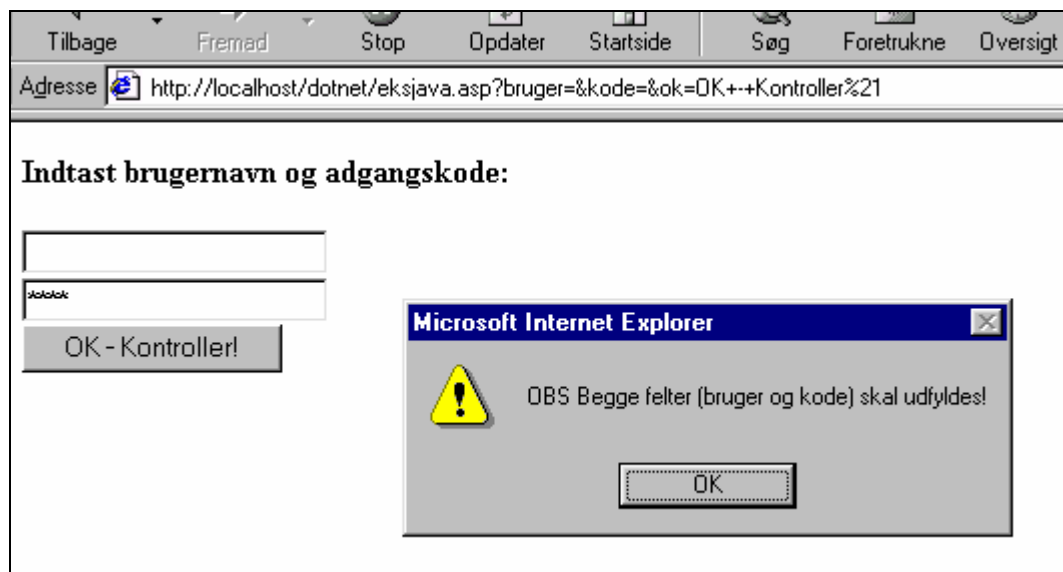 Tilbage Fremad Stop Opdater Startside Søg Foretrukne Oversigt
Adresse http://localhost/dotnet/eksjava.asp?bruger=&kode=&ok=OK+-+Kontroller%21
Indtast brugernavn og adgangskode:
****
OK - Kontroller!
Microsoft Internet Explorer
OBS Begge felter (bruger og kode) skal udfyldes!
OK